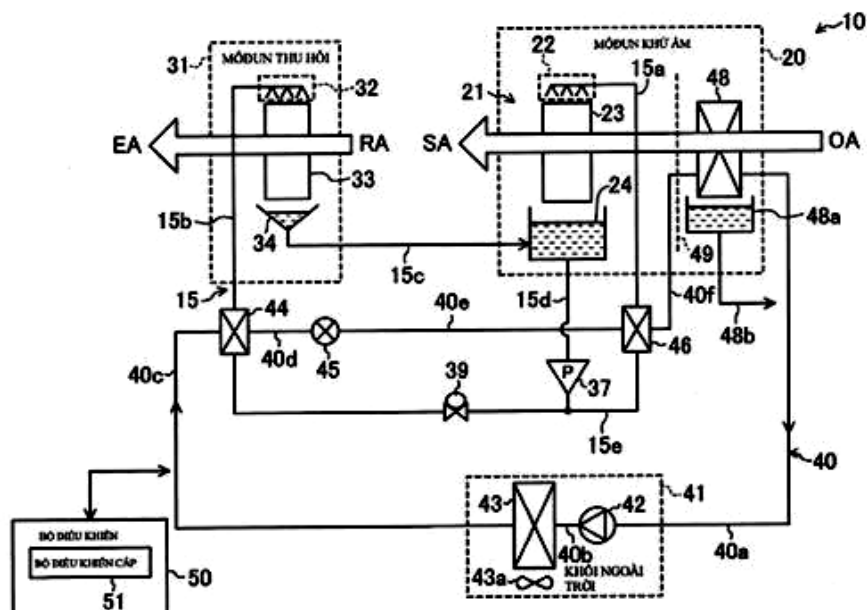 10
31
MÔĐUN THU HỒI
32
22
MÔĐUN KHỬ ẨM
15a
20
21
23
48
EA
RA
SA
OA
33
24
15b
34
48a
15c
49
15
44
15d
40f
40e
48b
40d
45
46
40c
39
P
37
15e
40
43
42
41
BỘ ĐIỀU KHIỂN
40b
40a
BỘ ĐIỀU KHIỂN CẤP
50
43a
KHỐI NGOÀI
TRỜI
51